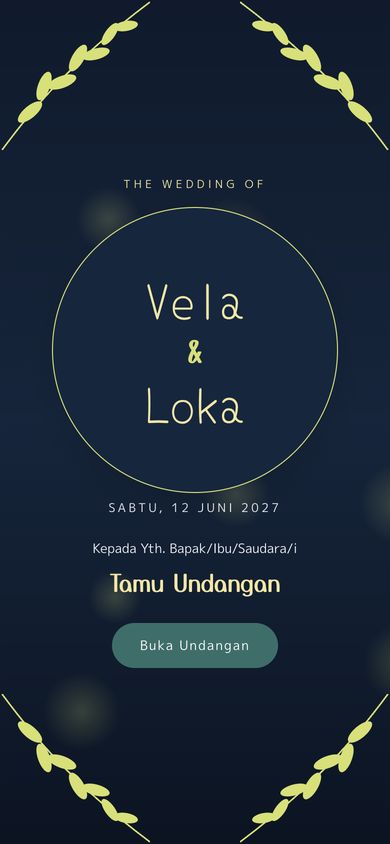 THE WEDDING OF
Vela
&
Loka
SABTU, 12 JUNI 2027
Kepada Yth. Bapak/Ibu/Saudara/i
Tamu Undangan
Buka Undangan